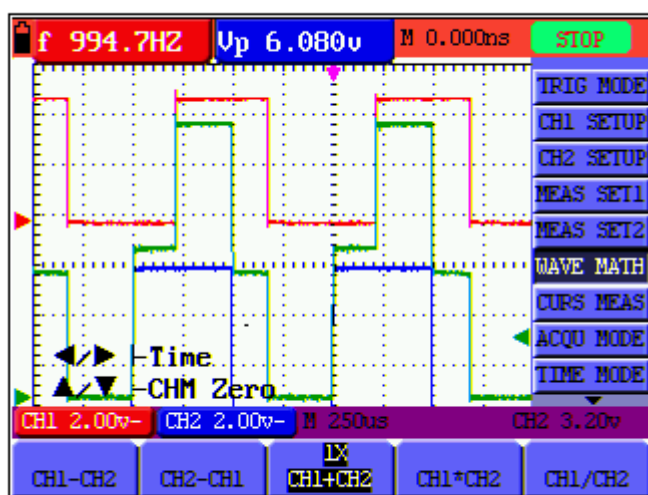 f 994.7HZ Vp 6.080v M 0.000ns STOP
TRIG MODE
CH1 SETUP
CH2 SETUP
MEAS SET1
MEAS SET2
WAVE MATH
CURS MEAS
ACQU MODE
TIME MODE
◀/▶ -Time
▲/▼ -CHM Zero
CH1 2.00v- CH2 2.00v- M 250us CH2 3.20v
1X
CH1-CH2 CH2-CH1 CH1+CH2 CH1*CH2 CH1/CH2